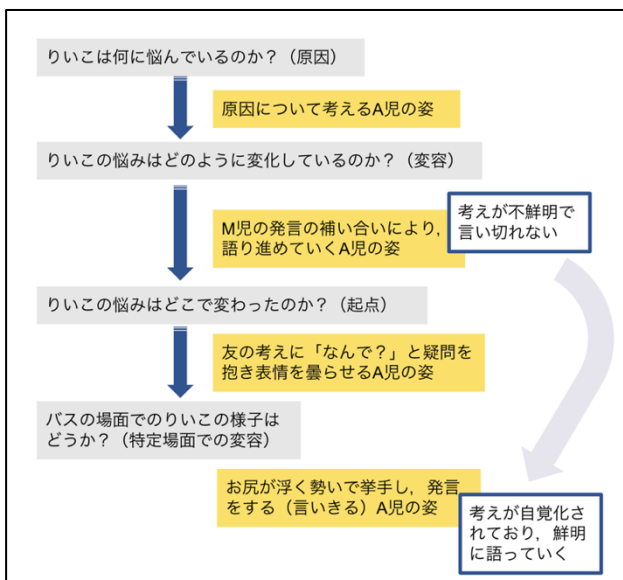 りいこは何に悩んでいるのか？（原因）
原因について考えるA児の姿
りいこの悩みはどのように変化しているのか？（変容）
M児の発言の補い合いにより，
語り進めていくA児の姿
考えが不鮮明で
言い切れない
りいこの悩みはどこで変わったのか？（起点）
友の考えに「なんで？」と疑問を
抱き表情を曇らせるA児の姿
バスの場面でのりいこの様子は
どうか？（特定場面での変容）
お尻が浮く勢いで挙手し，発言
をする（言いきる）A児の姿
考えが自覚化さ
れており，鮮明
に語っていく